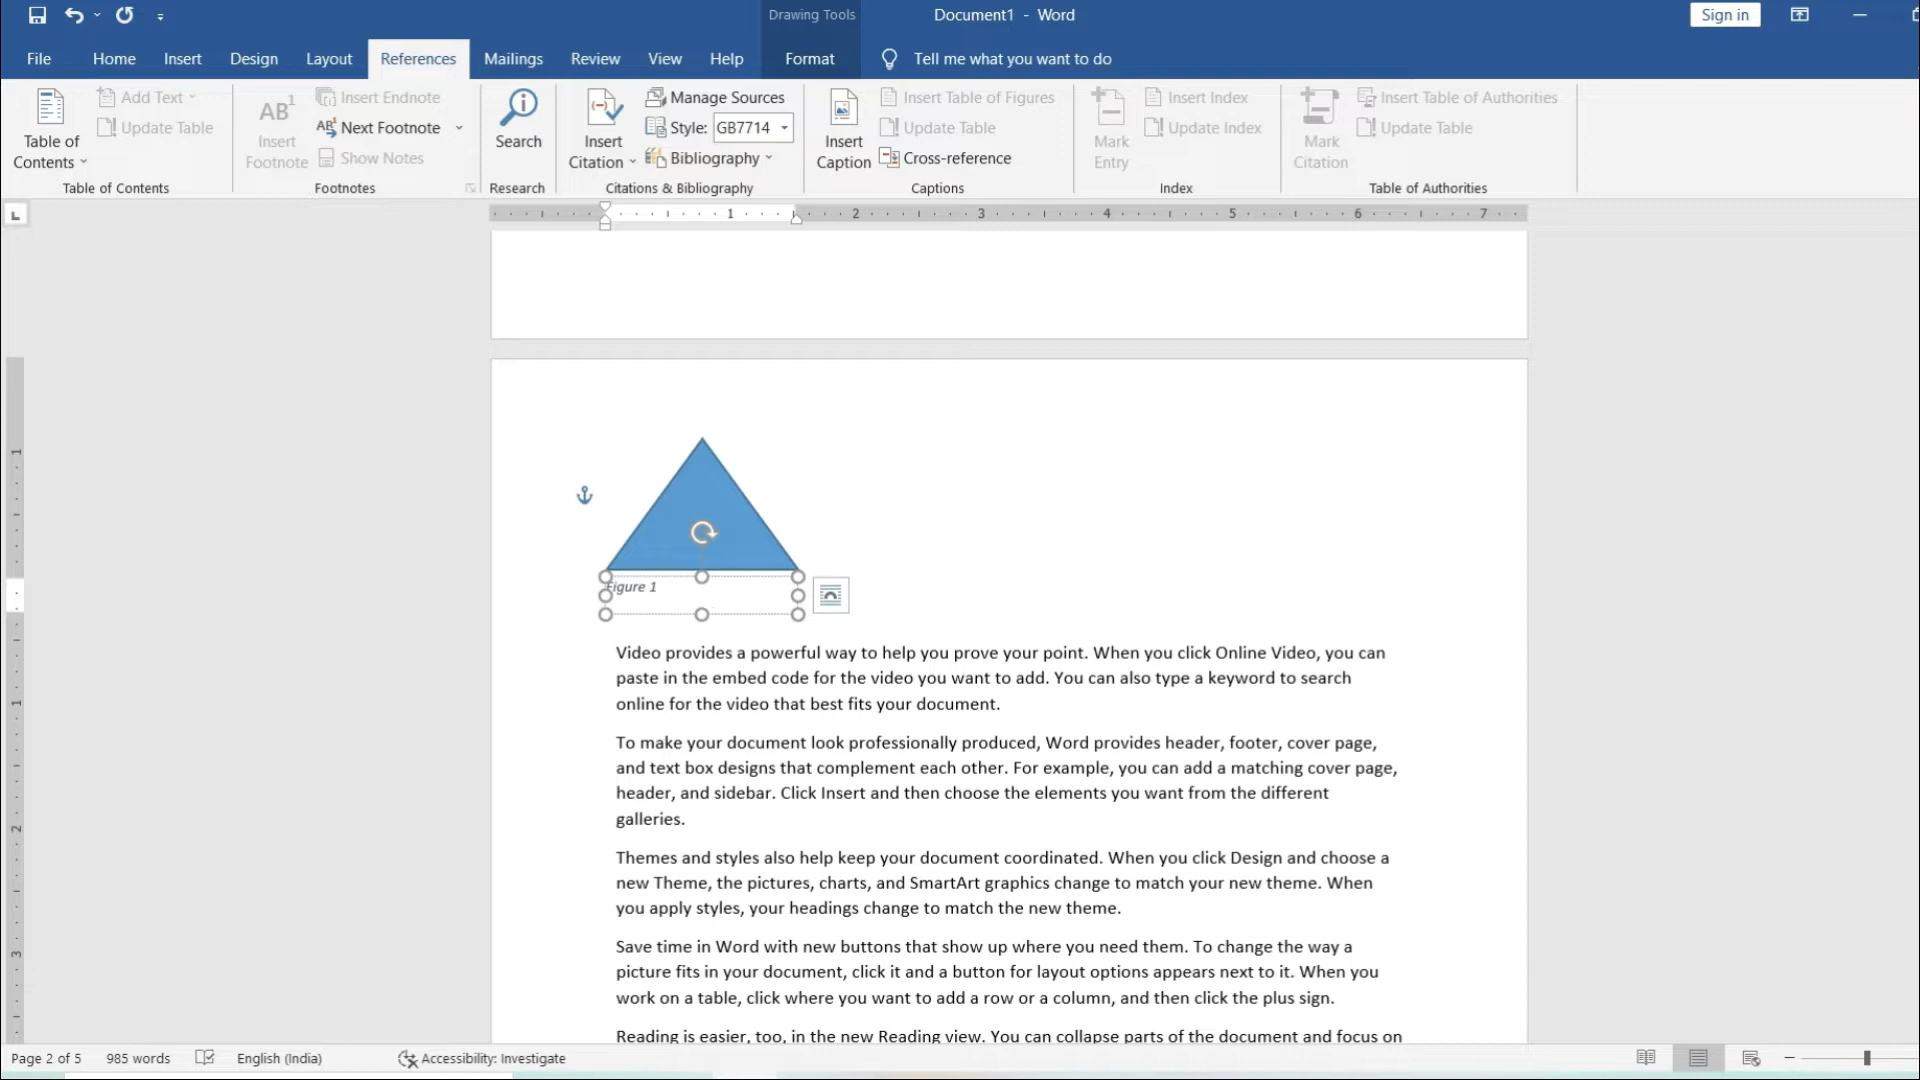 Drawing Tools
Document1 - Word
Sign in
File Home Insert Design Layout References Mailings Review View Help Format Tell me what you want to do
Table of Contents
Add Text
Update Table
Table of Contents
AB1
Insert Footnote
Insert Endnote
AB1 Next Footnote
Show Notes
Footnotes
Search
Research
Insert Citation
Manage Sources
Style: GB7714
Bibliography
Citations & Bibliography
Insert Caption
Insert Table of Figures
Update Table
Cross-reference
Captions
Mark Entry
Insert Index
Update Index
Index
Mark Citation
Insert Table of Authorities
Update Table
Table of Authorities
1 2 3 4 5 6 7
1
1
2
3
Figure 1
Video provides a powerful way to help you prove your point. When you click Online Video, you can
paste in the embed code for the video you want to add. You can also type a keyword to search
online for the video that best fits your document.
To make your document look professionally produced, Word provides header, footer, cover page,
and text box designs that complement each other. For example, you can add a matching cover page,
header, and sidebar. Click Insert and then choose the elements you want from the different
galleries.
Themes and styles also help keep your document coordinated. When you click Design and choose a
new Theme, the pictures, charts, and SmartArt graphics change to match your new theme. When
you apply styles, your headings change to match the new theme.
Save time in Word with new buttons that show up where you need them. To change the way a
picture fits in your document, click it and a button for layout options appears next to it. When you
work on a table, click where you want to add a row or a column, and then click the plus sign.
Reading is easier, too, in the new Reading view. You can collapse parts of the document and focus on
Page 2 of 5 985 words English (India) Accessibility: Investigate